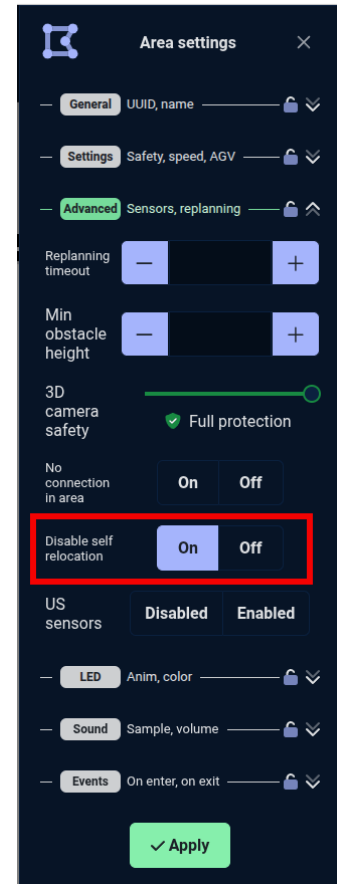 Area settings
General UUID, name
Settings Safety, speed, AGV
Advanced Sensors, replanning
Replanning
timeout
Min
obstacle
height
3D
camera
safety
Full protection
No
connection
in area
On Off
Disable self
relocation
On Off
US
sensors
Disabled Enabled
LED Anim, color
Sound Sample, volume
Events On enter, on exit
Apply